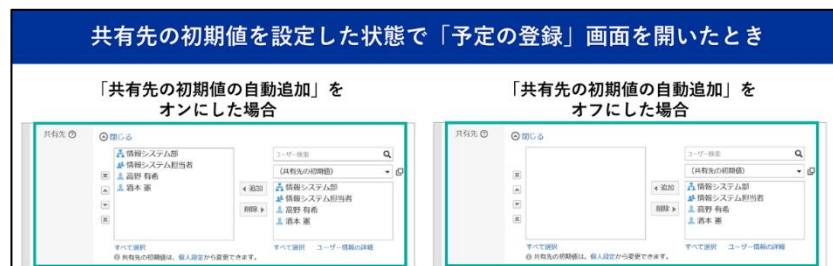 共有先の初期値を設定した状態で「予定の登録」画面を開いたとき
「共有先の初期値の自動追加」を
オンにした場合
共有先
閉じる
情報システム部
情報システム担当者
高野 有希
酒本 憲
追加
削除
ユーザー検索
(共有先の初期値)
情報システム部
情報システム担当者
高野 有希
酒本 憲
すべて選択
すべて選択 ユーザー情報の詳細
共有先の初期値は、個人設定から変更できます。
「共有先の初期値の自動追加」を
オフにした場合
共有先
閉じる
追加
削除
ユーザー検索
(共有先の初期値)
情報システム部
情報システム担当者
高野 有希
酒本 憲
すべて選択
すべて選択 ユーザー情報の詳細
共有先の初期値は、個人設定から変更できます。